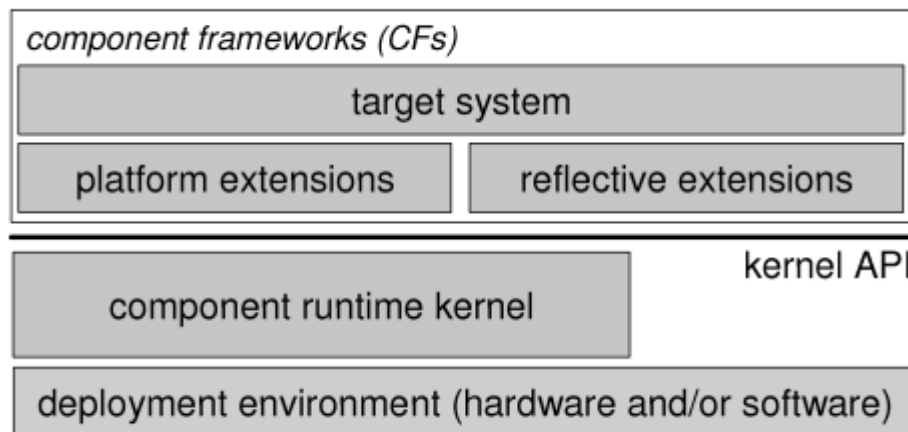 component frameworks (CFs)
target system
platform extensions
reflective extensions
kernel API
component runtime kernel
deployment environment (hardware and/or software)